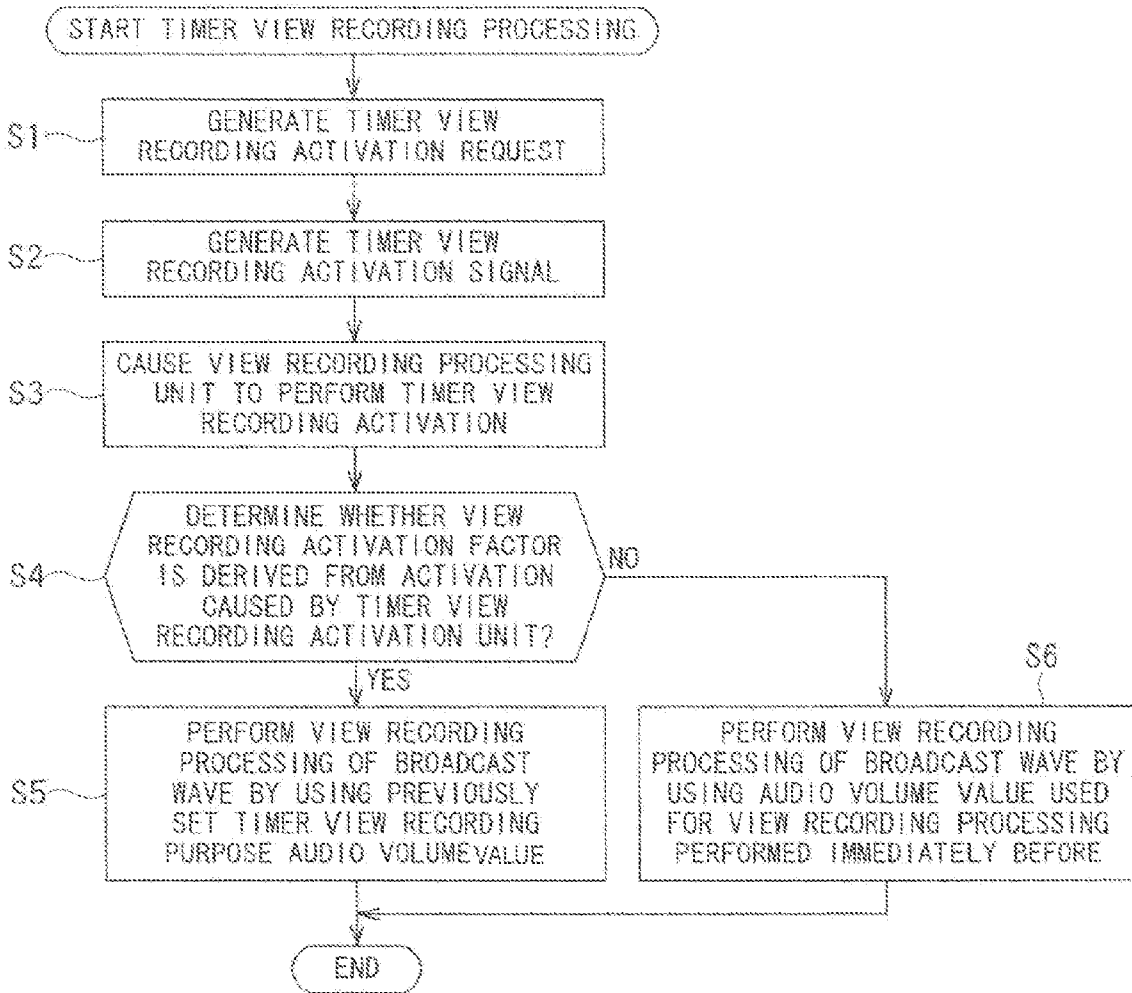 START TIMER VIEW RECORDING PROCESSING
S1
GENERATE TIMER VIEW
RECORDING ACTIVATION REQUEST
S2
GENERATE TIMER VIEW
RECORDING ACTIVATION SIGNAL
S3
CAUSE VIEW RECORDING PROCESSING
UNIT TO PERFORM TIMER VIEW
RECORDING ACTIVATION
S4
DETERMINE WHETHER VIEW
RECORDING ACTIVATION FACTOR
IS DERIVED FROM ACTIVATION
CAUSED BY TIMER VIEW
RECORDING ACTIVATION UNIT?
NO
YES
S5
PERFORM VIEW RECORDING
PROCESSING OF BROADCAST
WAVE BY USING PREVIOUSLY
SET TIMER VIEW RECORDING
PURPOSE AUDIO VOLUME VALUE
S6
PERFORM VIEW RECORDING
PROCESSING OF BROADCAST WAVE BY
USING AUDIO VOLUME VALUE USED
FOR VIEW RECORDING PROCESSING
PERFORMED IMMEDIATELY BEFORE
END